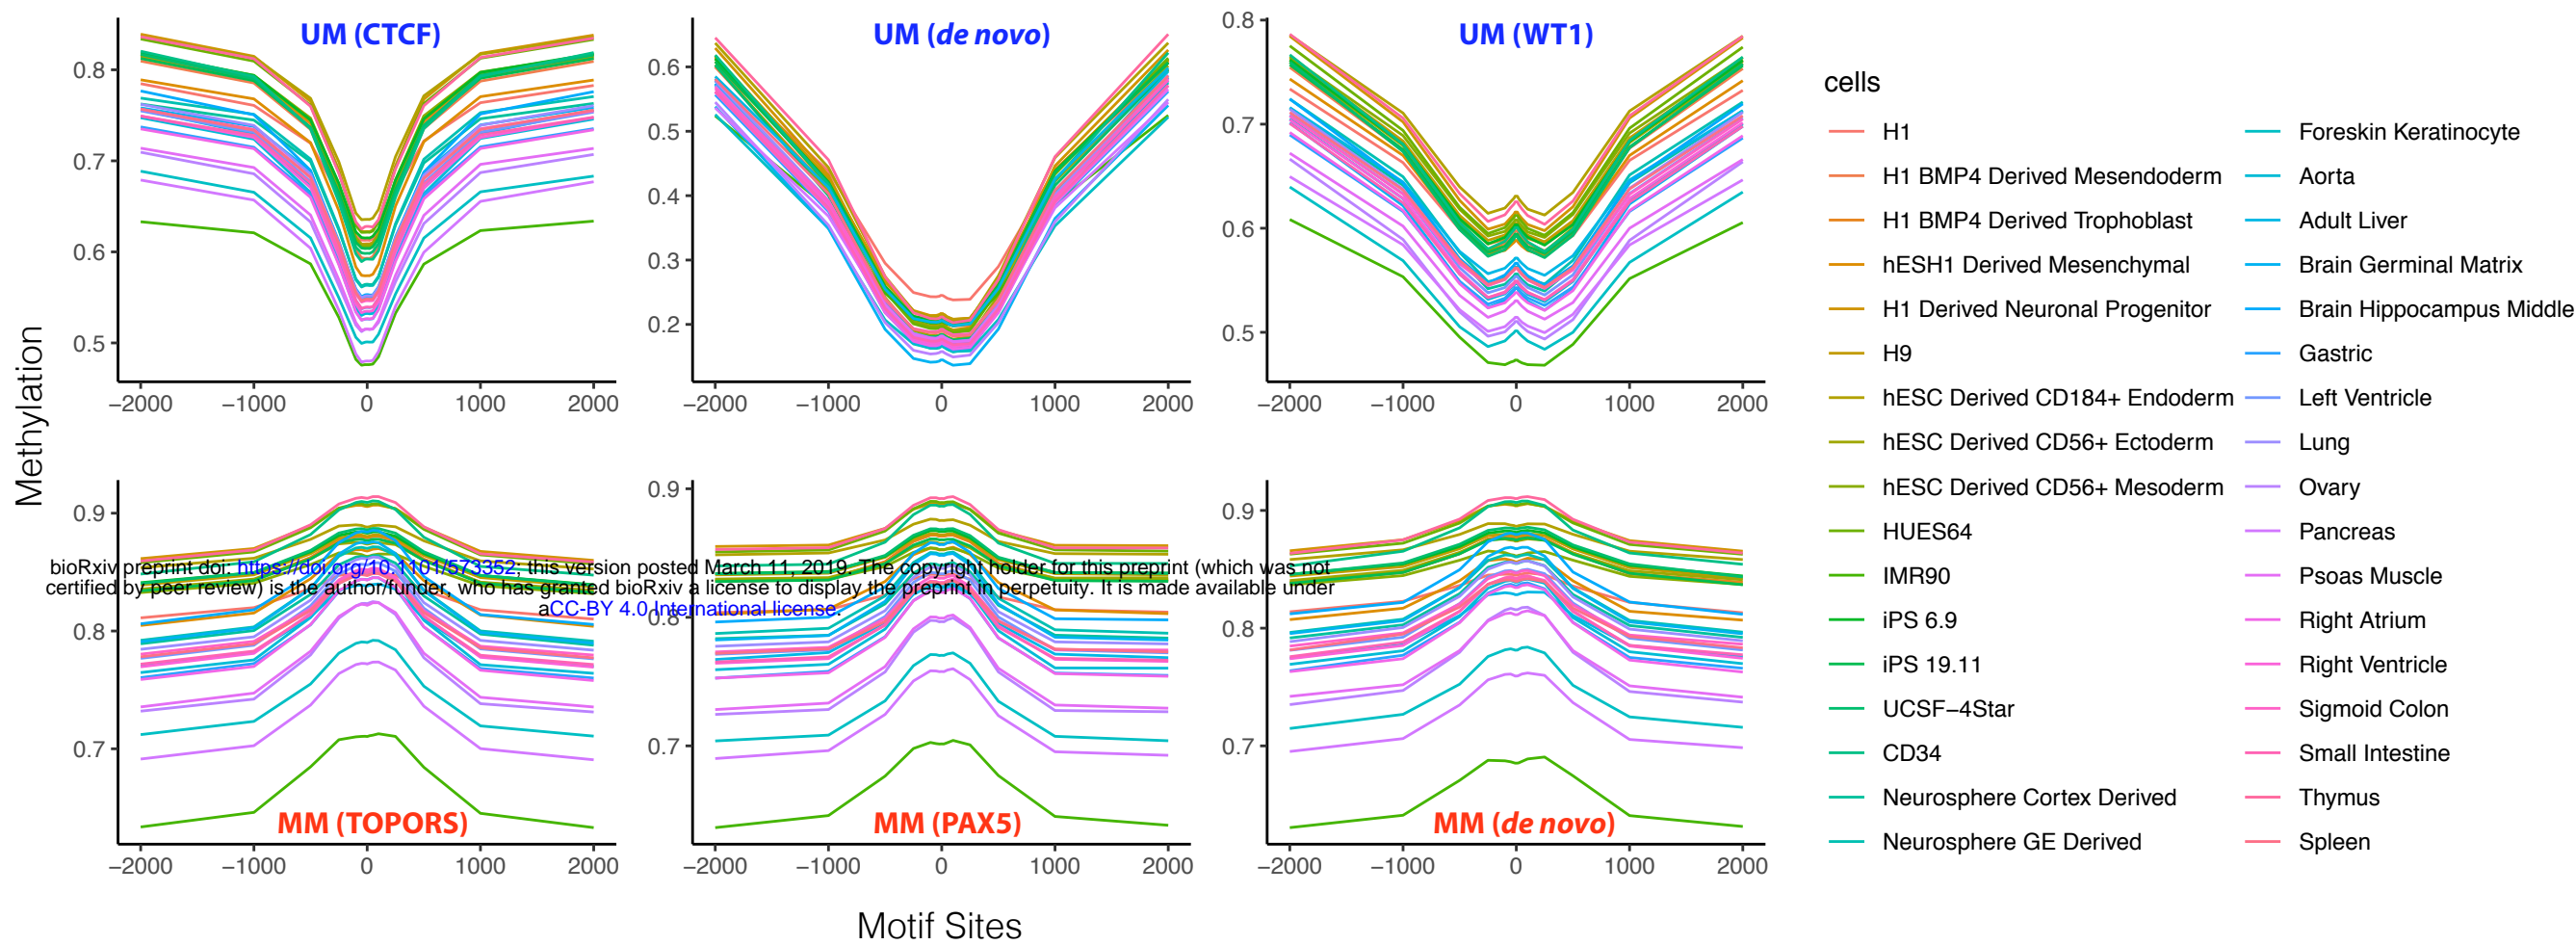 UM (CTCF)
UM (de novo)
UM (WT1)
Methylation
0.8
0.7
0.6
0.5
−2000
−1000
0
1000
2000
0.6
0.5
0.4
0.3
0.2
−2000
−1000
0
1000
2000
0.8
0.7
0.6
0.5
−2000
−1000
0
1000
2000
0.9
0.8
0.7
−2000
−1000
0
1000
2000
MM (TOPORS)
0.9
0.8
0.7
−2000
−1000
0
1000
2000
MM (PAX5)
0.9
0.8
0.7
−2000
−1000
0
1000
2000
MM (de novo)
Motif Sites
bioRxiv preprint doi: https://doi.org/10.1101/573352; this version posted March 11, 2019. The copyright holder for this preprint (which was not
certified by peer review) is the author/funder, who has granted bioRxiv a license to display the preprint in perpetuity. It is made available under
aCC-BY 4.0 International license.
cells
H1
H1 BMP4 Derived Mesendoderm
H1 BMP4 Derived Trophoblast
hESH1 Derived Mesenchymal
H1 Derived Neuronal Progenitor
H9
hESC Derived CD184+ Endoderm
hESC Derived CD56+ Ectoderm
hESC Derived CD56+ Mesoderm
HUES64
IMR90
iPS 6.9
iPS 19.11
UCSF−4Star
CD34
Neurosphere Cortex Derived
Neurosphere GE Derived
Foreskin Keratinocyte
Aorta
Adult Liver
Brain Germinal Matrix
Brain Hippocampus Middle
Gastric
Left Ventricle
Lung
Ovary
Pancreas
Psoas Muscle
Right Atrium
Right Ventricle
Sigmoid Colon
Small Intestine
Thymus
Spleen